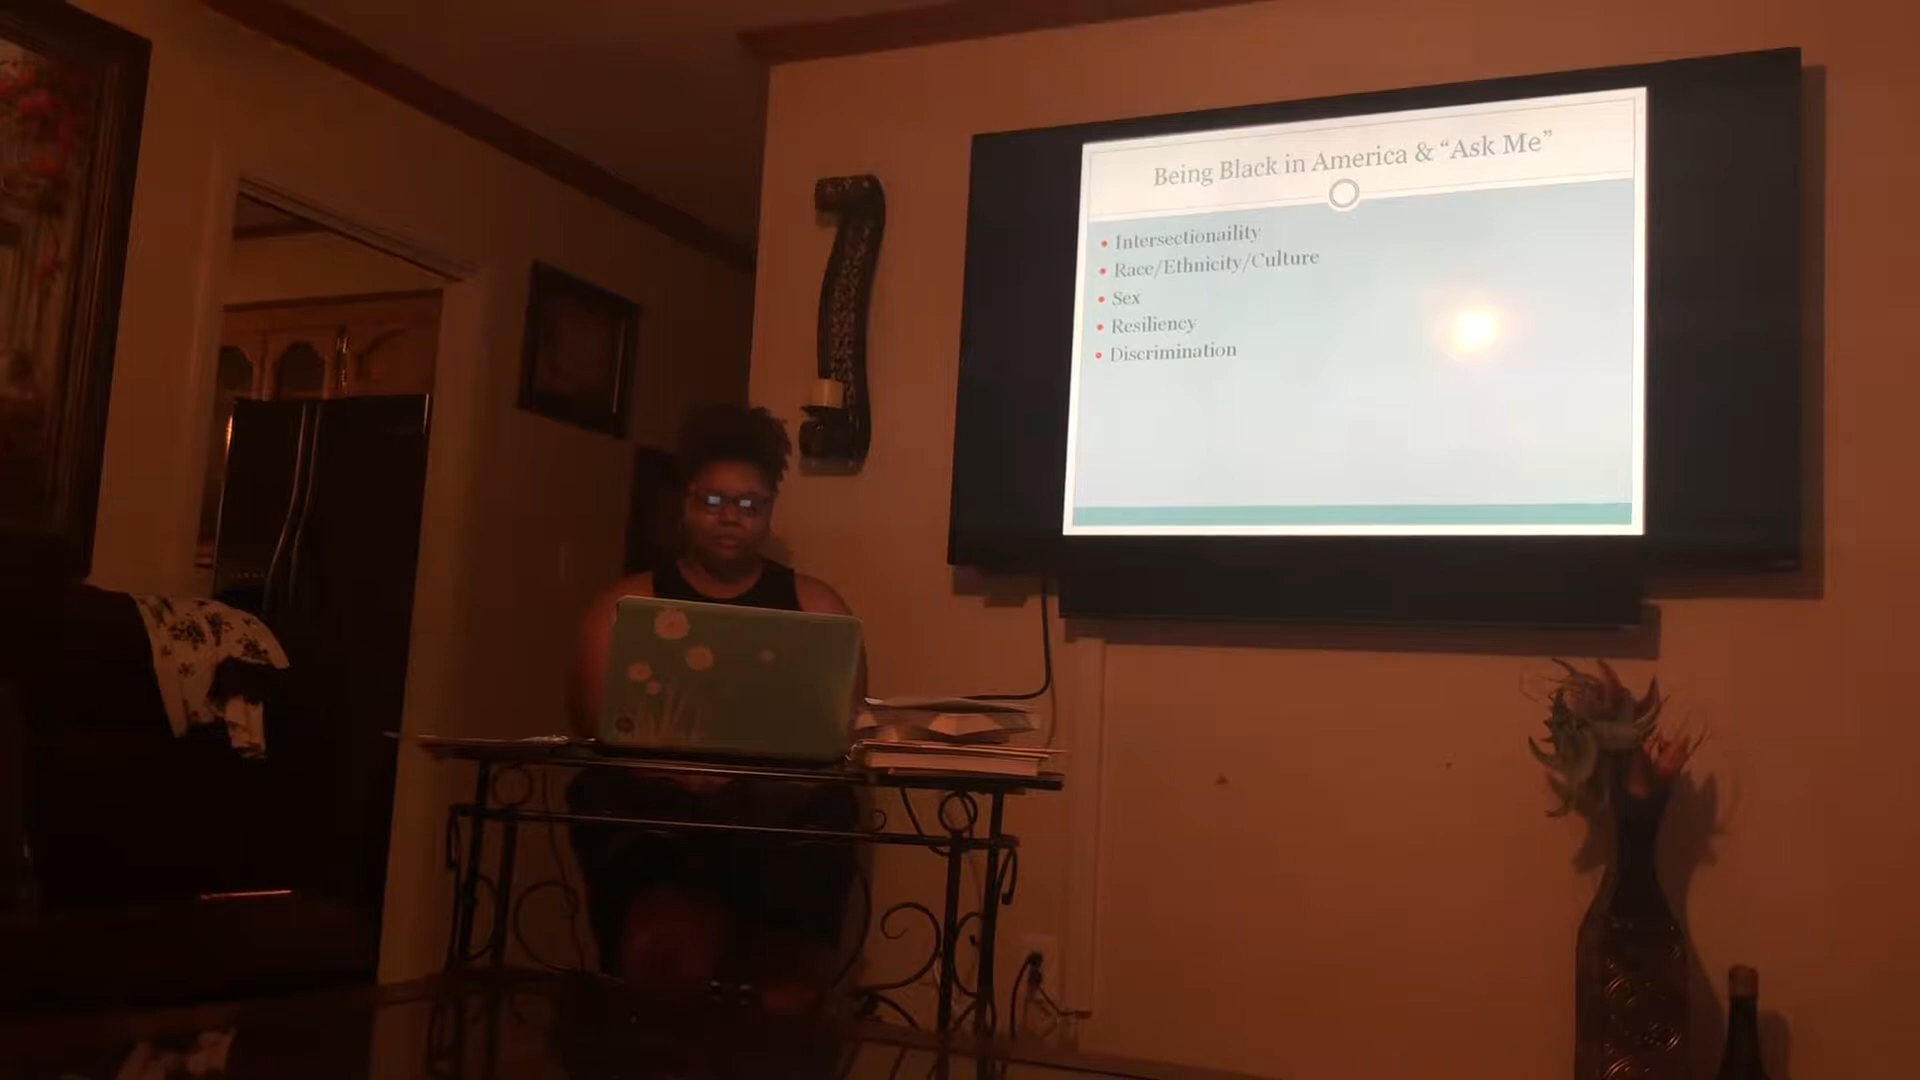 Being Black in America & “Ask Me”
Intersectionaility
Race/Ethnicity/Culture
Sex
Resiliency
Discrimination